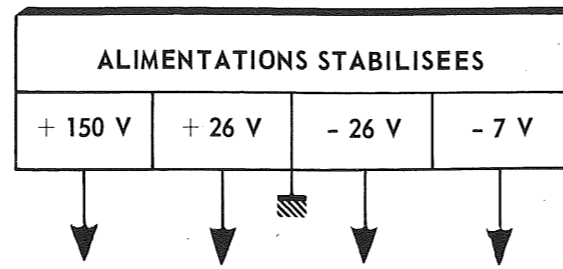 ALIMENTATIONS STABILISEES
+ 150 V + 26 V - 26 V - 7 V